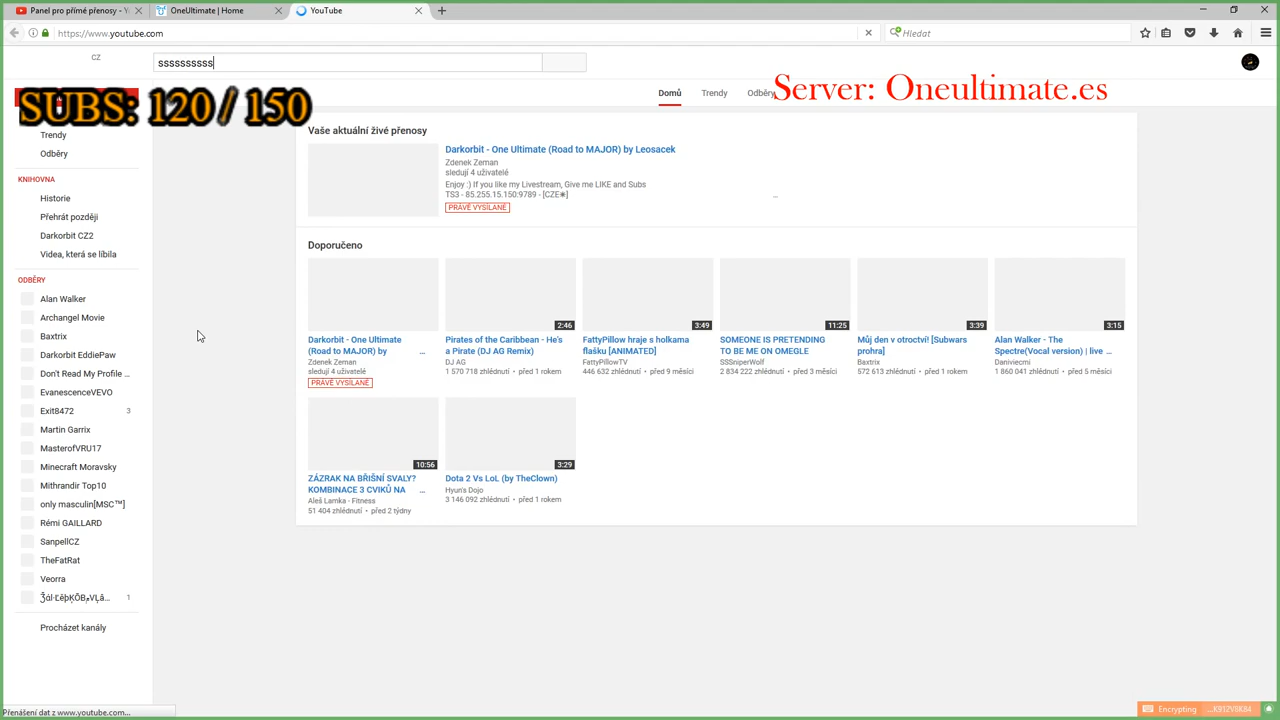 Panel pro přímé přenosy - Y
OneUltimate | Home
YouTube
https://www.youtube.com
Hledat
CZ
ssssssssss
Server: Oneultimate.es
SUBS: 120 / 150
Domů
Trendy
Odběry
Trendy
Odběry
KNIHOVNA
Historie
Přehrát později
Darkorbit CZ2
Videa, která se líbila
ODBĚRY
Alan Walker
Archangel Movie
Baxtrix
Darkorbit EddiePaw
Don't Read My Profile ...
EvanescenceVEVO
Exit8472 3
Martin Garrix
MasterofVRU17
Minecraft Moravsky
Mithrandir Top10
only masculin[MSC™]
Rémi GAILLARD
SanpellCZ
TheFatRat
Veorra
1
Procházet kanály
Vaše aktuální živé přenosy
Darkorbit - One Ultimate (Road to MAJOR) by Leosacek
Zdenek Zeman
sledují 4 uživatelé
Enjoy :) If you like my Livestream, Give me LIKE and Subs
TS3 - 85.255.15.150:9789 - [CZE✱]
...
PRÁVĚ VYSÍLANÉ
Doporučeno
Darkorbit - One Ultimate
(Road to MAJOR) by ...
Zdenek Zeman
sledují 4 uživatelé
PRÁVĚ VYSÍLANÉ
2:46
Pirates of the Caribbean - He's
a Pirate (DJ AG Remix)
DJ AG
1 570 718 zhlédnutí • před 1 rokem
3:49
FattyPillow hraje s holkama
flašku [ANIMATED]
FattyPillowTV
446 632 zhlédnutí • před 9 měsíci
11:25
SOMEONE IS PRETENDING
TO BE ME ON OMEGLE
SSSniperWolf
2 834 222 zhlédnutí • před 3 měsíci
3:39
Můj den v otroctví! [Subwars
prohra]
Baxtrix
572 613 zhlédnutí • před 1 rokem
3:15
Alan Walker - The
Spectre(Vocal version) | live ...
Daniviecmi
1 860 041 zhlédnutí • před 5 měsíci
10:56
ZÁZRAK NA BŘIŠNÍ SVALY?
KOMBINACE 3 CVIKŮ NA ...
Aleš Lamka - Fitness
51 404 zhlédnutí • před 2 týdny
3:29
Dota 2 Vs LoL (by TheClown)
Hyun's Dojo
3 146 092 zhlédnutí • před 1 rokem
Přenášení dat z www.youtube.com...
Encrypting ...K912V8K84